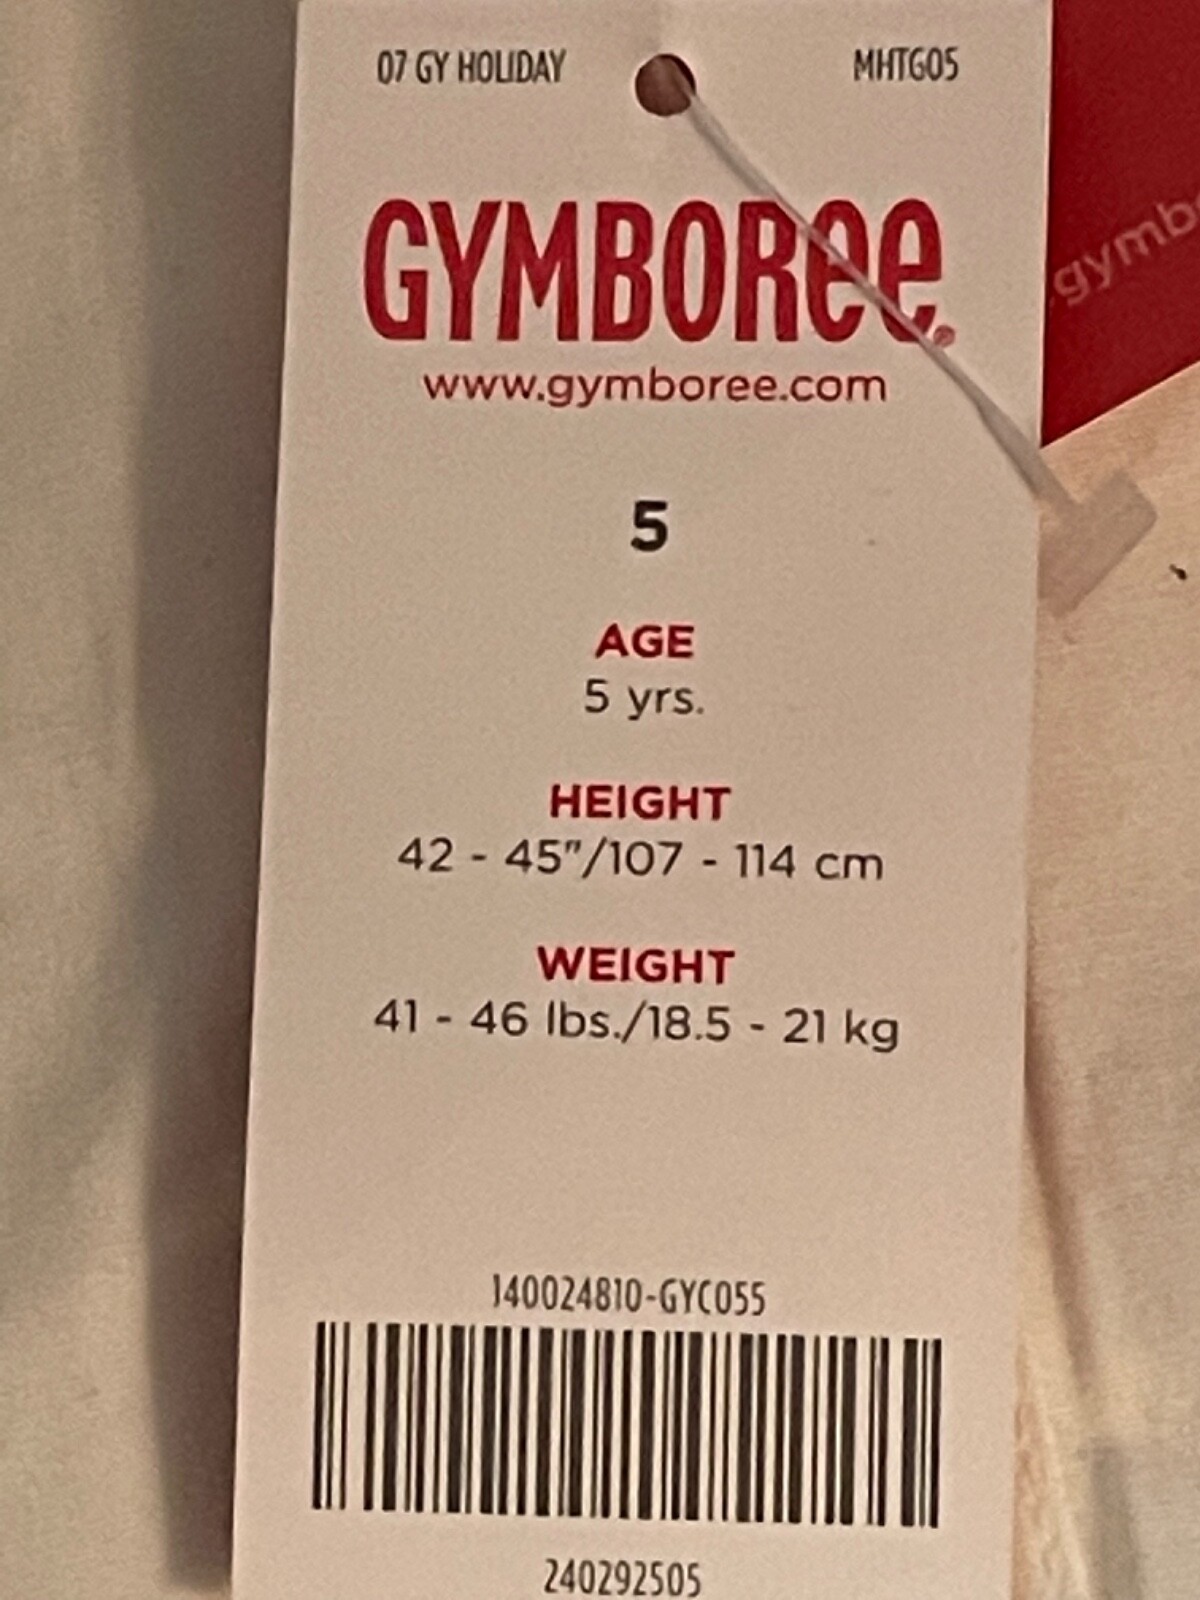 07 GY HOLIDAY MHTG05
GYMBOREE
www.gymboree.com
gymb
5
AGE
5 yrs.
HEIGHT
42 - 45"/107 - 114 cm
WEIGHT
41 - 46 lbs./18.5 - 21 kg
140024810-GYC055
240292505